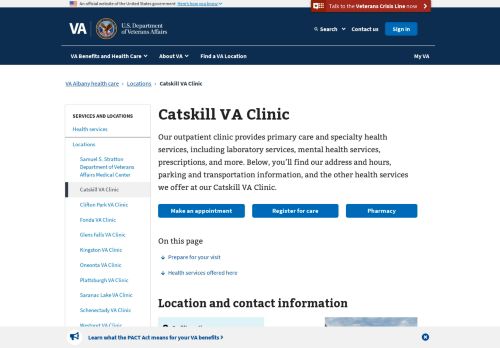 An official website of the United States government Here's how you know
Talk to the Veterans Crisis Line now
VA
U.S. Department of Veterans Affairs
Search
Contact us
Sign in
VA Benefits and Health Care
About VA
Find a VA Location
My VA
VA Albany health care › Locations › Catskill VA Clinic
SERVICES AND LOCATIONS
Health services
Locations
Samuel S. Stratton
Department of Veterans
Affairs Medical Center
Catskill VA Clinic
Clifton Park VA Clinic
Fonda VA Clinic
Glens Falls VA Clinic
Kingston VA Clinic
Oneonta VA Clinic
Plattsburgh VA Clinic
Saranac Lake VA Clinic
Schenectady VA Clinic
Westport VA Clinic
Catskill VA Clinic
Our outpatient clinic provides primary care and specialty health
services, including laboratory services, mental health services,
prescriptions, and more. Below, you'll find our address and hours,
parking and transportation information, and the other health services
we offer at our Catskill VA Clinic.
Make an appointment
Register for care
Pharmacy
On this page
Prepare for your visit
Health services offered here
Location and contact information
Learn what the PACT Act means for your VA benefits